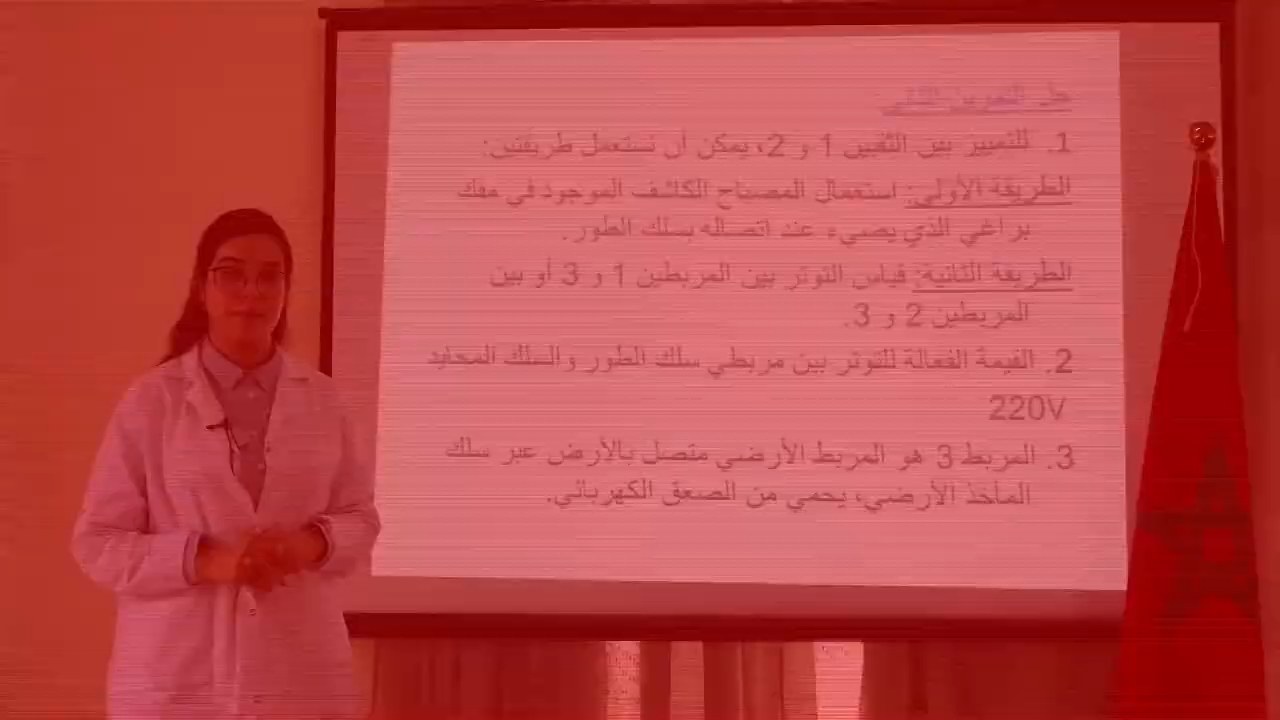 حل التمرين الثاني:
1. للتمييز بين الثقبين 1 و 2، يمكن أن نستعمل طريقتين:
الطريقة الأولى: استعمال المصباح الكاشف الموجود في مفك
براغي الذي يضيء عند اتصاله بسلك الطور.
الطريقة الثانية: قياس التوتر بين المربطين 1 و 3 أو بين
المربطين 2 و 3.
2. القيمة الفعالة للتوتر بين مربطي سلك الطور والسلك المحايد
220V
3. المربط 3 هو المربط الأرضي متصل بالأرض عبر سلك
المأخذ الأرضي، يحمي من الصعق الكهربائي.